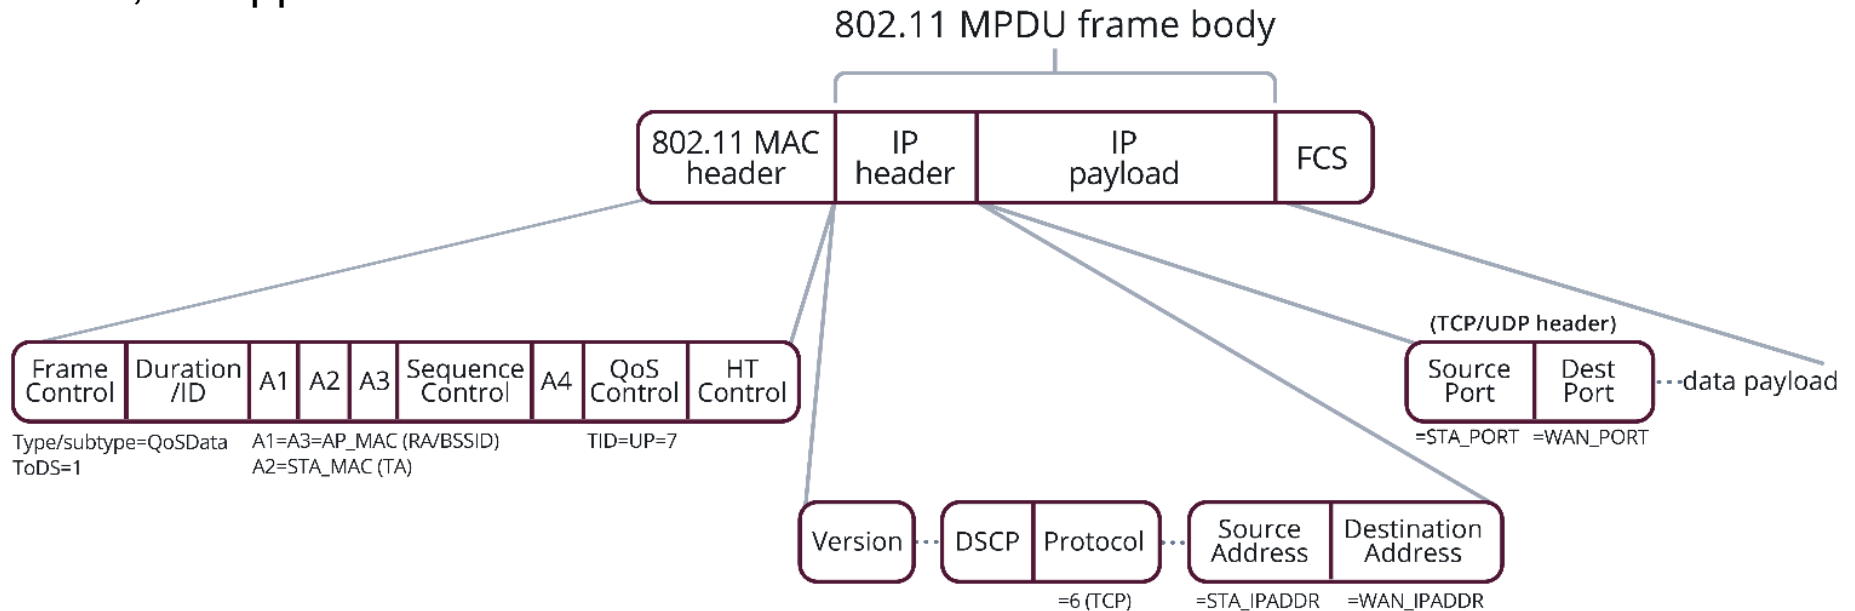 802.11 MPDU frame body
802.11 MAC
header
IP
header
IP
payload
FCS
(TCP/UDP header)
Frame
Control
Duration
/ID
A1
A2
A3
Sequence
Control
A4
QoS
Control
HT
Control
Source
Port
Dest
Port
data payload
Type/subtype=QoSData
ToDS=1
A1=A3=AP_MAC (RA/BSSID)
A2=STA_MAC (TA)
TID=UP=7
=STA_PORT
=WAN_PORT
Version
DSCP
Protocol
Source
Address
Destination
Address
=6 (TCP)
=STA_IPADDR
=WAN_IPADDR